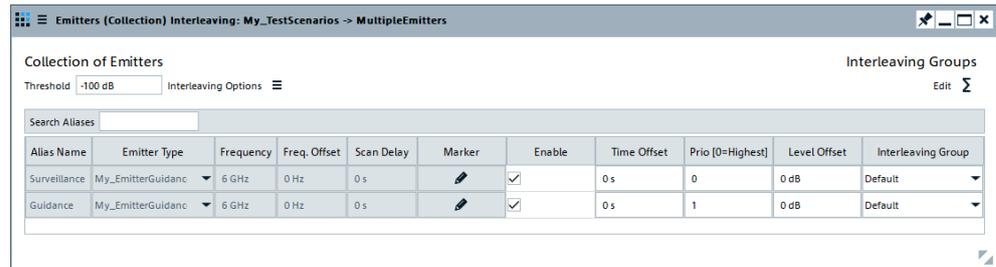 Emitters (Collection) Interleaving: My_TestScenarios -> MultipleEmitters
Collection of Emitters Interleaving Groups
Threshold -100 dB Interleaving Options Edit Σ
Search Aliases
Alias Name Emitter Type Frequency Freq. Offset Scan Delay Marker Enable Time Offset Prio [0=Highest] Level Offset Interleaving Group
Surveillance My_EmitterGuidanc 6 GHz 0 Hz 0 s 0 s 0 0 dB Default
Guidance My_EmitterGuidanc 6 GHz 0 Hz 0 s 0 s 1 0 dB Default